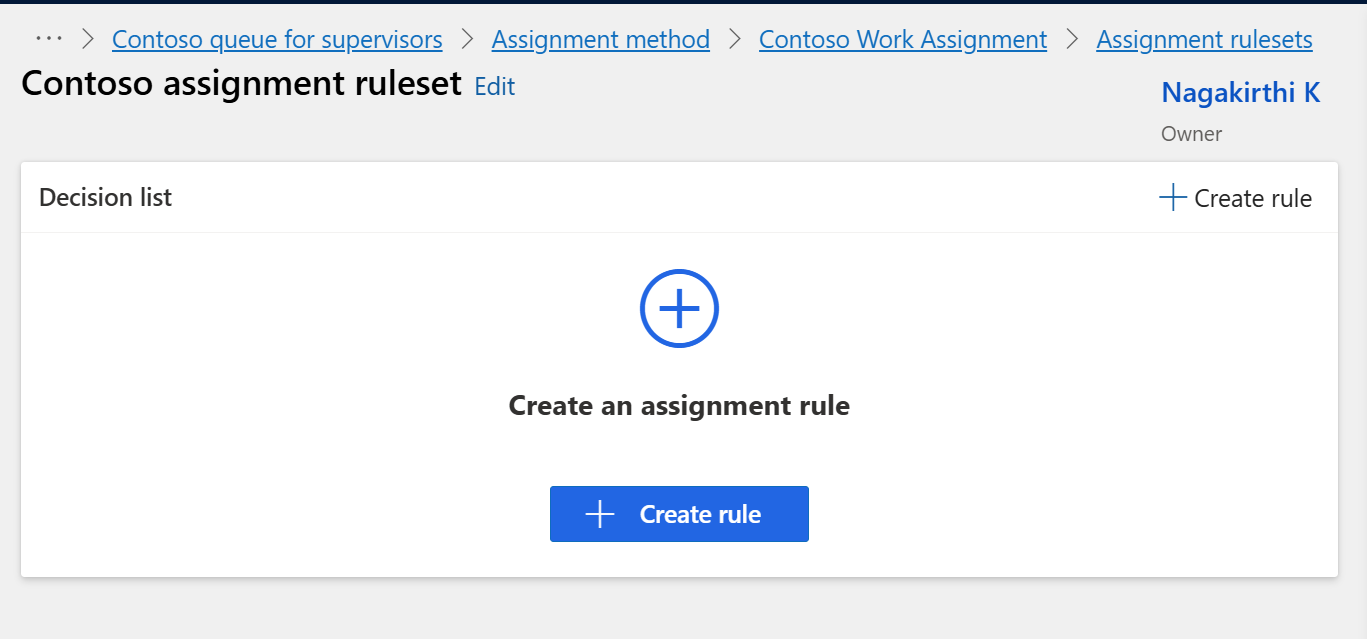 ··· > Contoso queue for supervisors > Assignment method > Contoso Work Assignment > Assignment rulesets
Contoso assignment ruleset Edit
Nagakirthi K
Owner
Decision list
+ Create rule
Create an assignment rule
+ Create rule